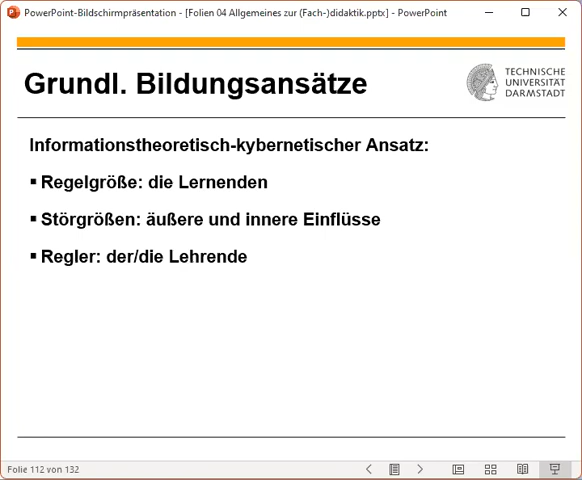 PowerPoint-Bildschirmpräsentation - [Folien 04 Allgemeines zur (Fach-)didaktik.pptx] - PowerPoint
Grundl. Bildungsansätze
TECHNISCHE
UNIVERSITÄT
DARMSTADT
Informationstheoretisch-kybernetischer Ansatz:
▪ Regelgröße: die Lernenden
▪ Störgrößen: äußere und innere Einflüsse
▪ Regler: der/die Lehrende
Folie 112 von 132